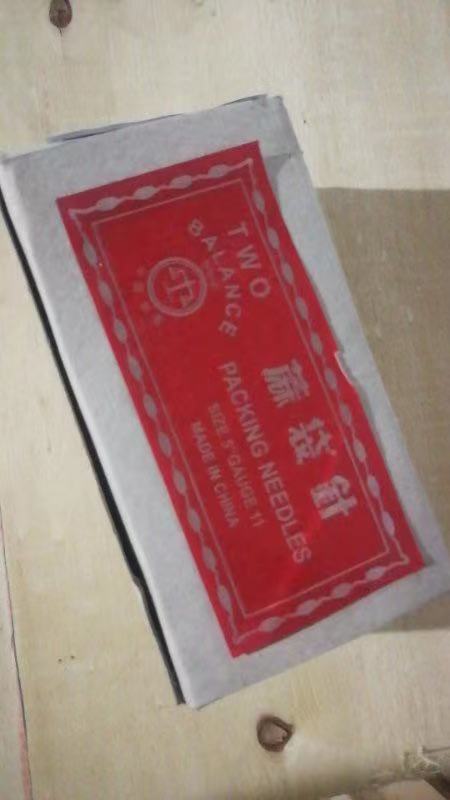 TWO
BALANCE
麻袋針
PACKING NEEDLES
SIZE 5" GAUGE 11
MADE IN CHINA